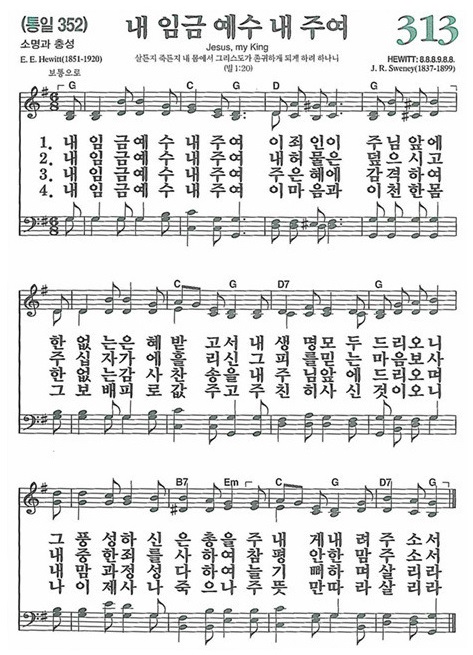 (통일 352)
소명과 충성
내 임금 예수 내 주여
313
Jesus, my King
E. E. Hewitt(1851-1920)
살든지 죽든지 내 몸에서 그리스도가 존귀하게 되게 하려 하나니
(빌 1:20)
HEWITT: 8.8.8.9.8.8.
J. R. Sweney(1837-1899)
보통으로
G C G
1. 내 임 금 예 수 내 주 여 이 죄 인 이 주 님 앞 에
2. 내 임 금 예 수 내 주 여 내 허 물 은 덮 으 시 고
3. 내 임 금 예 수 내 주 여 주 은 혜 에 감 격 하 여
4. 내 임 금 예 수 내 주 여 이 마 음 과 이 천 한 몸
C G D7 G
한 없 는 은 혜 받 고 서 내 생 명 모 두 드 리 오 니
주 십 자 가 에 흘 리 신 그 피 를 믿 는 마 음 보 사
한 없 는 감 사 찬 송 을 주 님 앞 에 드 리 오 며
그 보 배 피 로 값 주 고 주 친 히 사 신 것 이 오 니
B7 Em C G D7 G
그 풍 성 하 신 은 총 을 주 내 게 내 려 주 소 서
내 중 한 죄 를 사 하 여 참 평 안 한 맘 주 소 서
내 맘 과 정 성 다 하 여 늘 기 뻐 하 며 살 리 라
나 이 제 사 나 죽 으 나 주 뜻 만 따 라 살 리 라